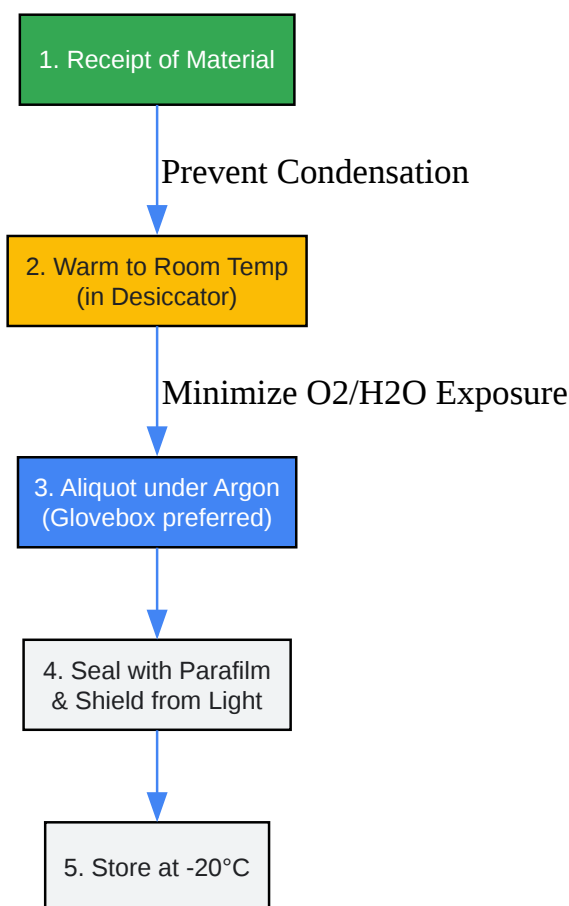 1. Receipt of Material
Prevent Condensation
2. Warm to Room Temp
(in Desiccator)
Minimize O2/H2O Exposure
3. Aliquot under Argon
(Glovebox preferred)
4. Seal with Parafilm
& Shield from Light
5. Store at -20°C